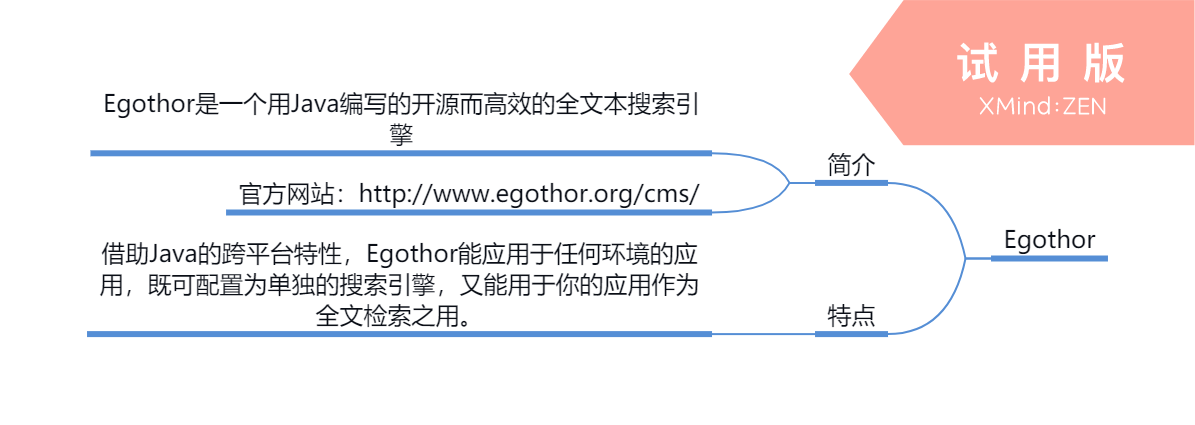 试用版
XMind:ZEN
Egothor是一个用Java编写的开源而高效的全文本搜索引
擎
简介
官方网站：http://www.egothor.org/cms/
Egothor
借助Java的跨平台特性，Egothor能应用于任何环境的应
用，既可配置为单独的搜索引擎，又能用于你的应用作为
全文检索之用。
特点